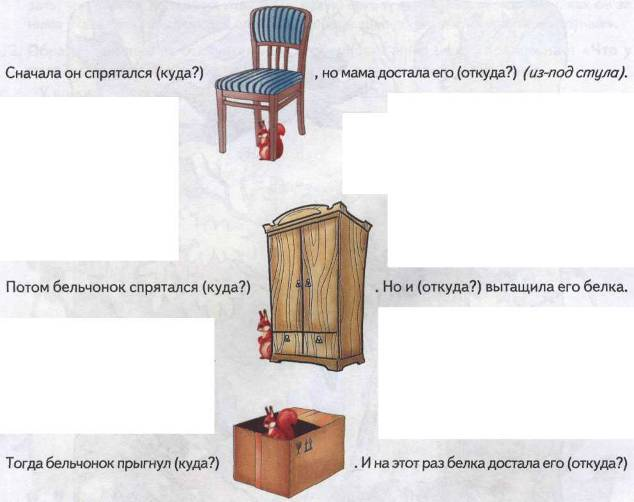 Сначала он спрятался (куда?) , но мама достала его (откуда?) (из-под стула).
Потом бельчонок спрятался (куда?) . Но и (откуда?) вытащила его белка.
Тогда бельчонок прыгнул (куда?) . И на этот раз белка достала его (откуда?)